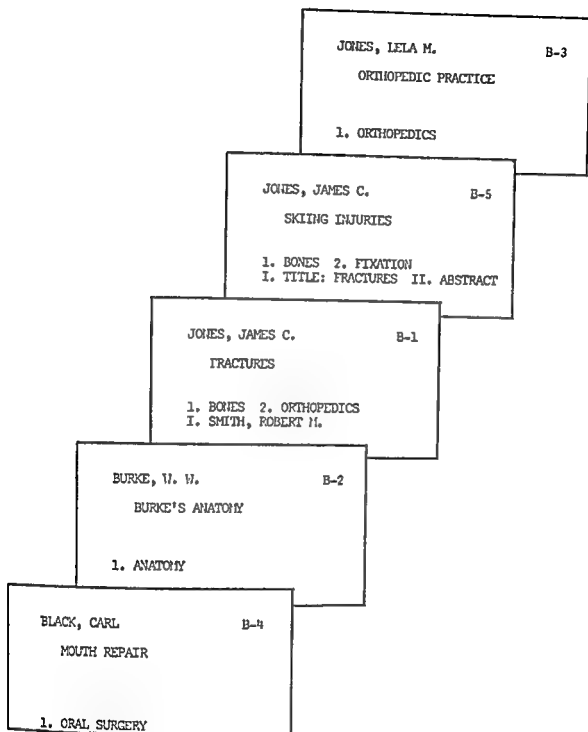 JONES, LELA M. B-3
ORTHOPEDIC PRACTICE
1. ORTHOPEDICS
JONES, JAMES C. B-5
SKIING INJURIES
1. BONES 2. FIXATION
I. TITLE: FRACTURES II. ABSTRACT
JONES, JAMES C. B-1
FRACTURES
1. BONES 2. ORTHOPEDICS
I. SMITH, ROBERT M.
BURKE, W. W. B-2
BURKE'S ANATOMY
1. ANATOMY
BLACK, CARL B-4
MOUTH REPAIR
1. ORAL SURGERY